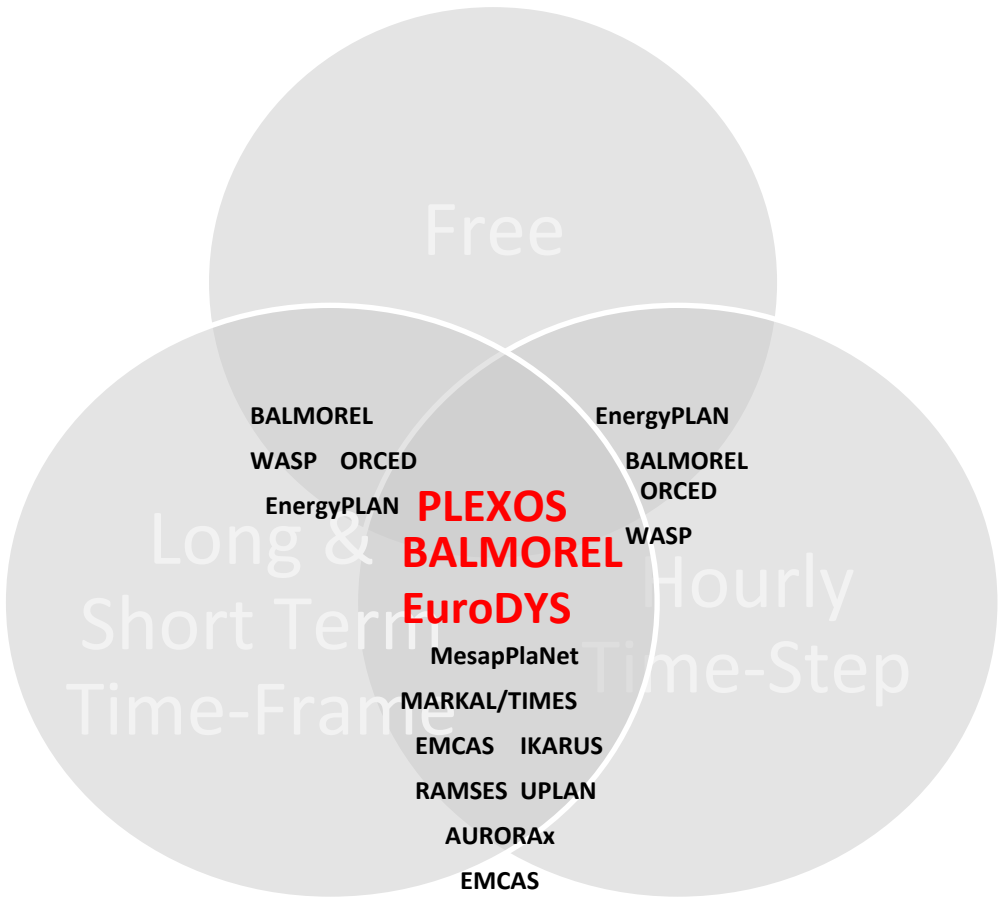 Free
BALMOREL
WASP ORCED
EnergyPLAN
EnergyPLAN
BALMOREL
ORCED
WASP
Long &
Short Term
Time-Frame
PLEXOS
BALMOREL
EuroDYS
Hourly
Time-Step
MesapPlaNet
MARKAL/TIMES
EMCAS IKARUS
RAMSES UPLAN
AURORAx
EMCAS